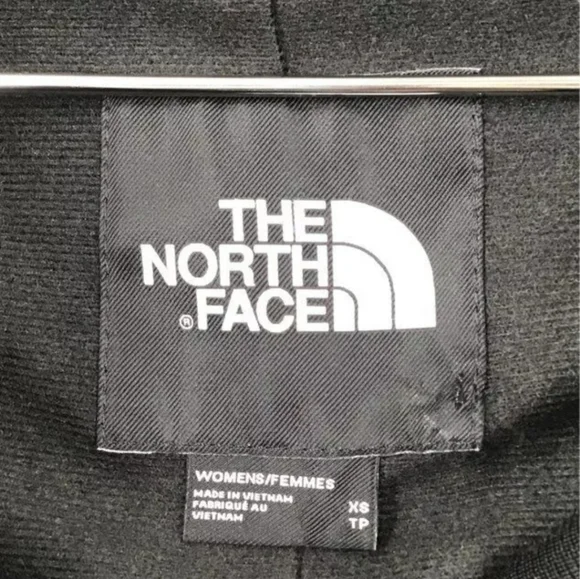 THE
NORTH
® FACE
WOMENS/FEMMES
MADE IN VIETNAM
FABRIQUÉ AU
VIETNAM
XS
TP